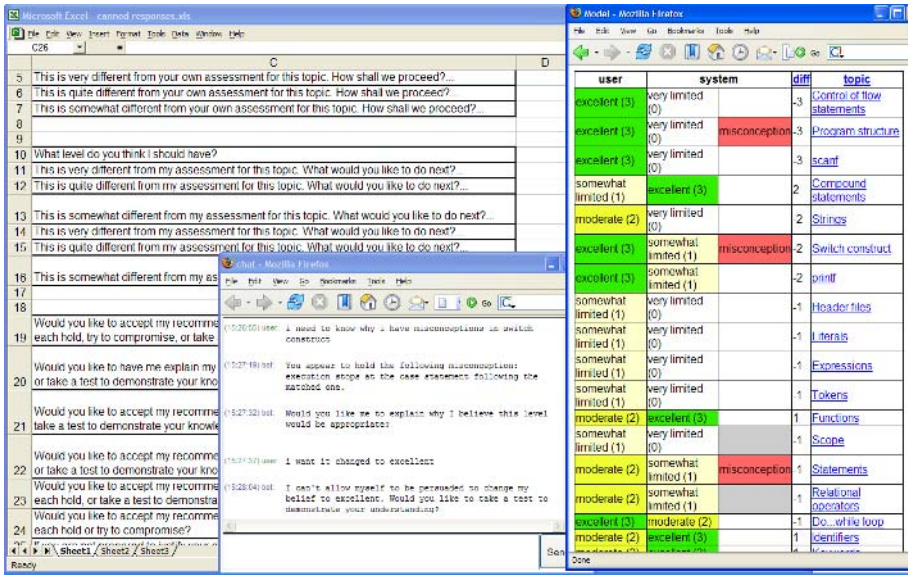 Microsoft Excel - canned responses.xls
File Edit View Insert Format Tools Data Window Help
C26
=
C
D
5 This is very different from your own assessment for this topic. How shall we proceed?...
6 This is quite different from your own assessment for this topic. How shall we proceed?...
7 This is somewhat different from your own assessment for this topic. How shall we proceed?...
8
9
10 What level do you think I should have?
11 This is very different from my assessment for this topic. What would you like to do next?...
12 This is quite different from my assessment for this topic. What would you like to do next?...
13 This is somewhat different from my assessment for this topic. What would you like to do next?...
14 This is very different from my assessment for this topic. What would you like to do next?...
15 This is quite different from my assessment for this topic. What would you like to do next?...
16 This is somewhat different from my as
17
18
Would you like to accept my recomme
19 each hold, try to compromise, or take
Would you like to have me explain my
20 or take a test to demonstrate your kno
Would you like to accept my recomme
21 take a test to demonstrate your knowle
Would you like to accept my recomme
22 or take a test to demonstrate your kno
Would you like to accept my recomme
23 each hold, or take a test to demonstra
Would you like to accept my recomme
24 each hold or try to compromise?
Sheet1 / Sheet2 / Sheet3
Ready
chat - Mozilla Firefox
File Edit View Go Bookmarks Tools Help
Go
user: i need to know why i have misconceptions in switch
construct
(15:27:19) bot: You appear to hold the following misconception:
execution stops at the case statement following the
matched one.
(15:27:32) bot: Would you like me to explain why I believe this level
would be appropriate?
user: i want it changed to excellent
(15:28:04) bot: I can't allow myself to be persuaded to change my
belief to excellent. Would you like to take a test to
demonstrate your understanding?
Sen
Model - Mozilla Firefox
File Edit View Go Bookmarks Tools Help
Go
user system diff topic
excellent (3) very limited (0) -3 Control of flow statements
excellent (3) very limited (0) misconception -3 Program structure
excellent (3) very limited (0) -3 scanf
somewhat limited (1) excellent (3) 2 Compound statements
moderate (2) very limited (0) 2 Strings
excellent (3) somewhat limited (1) misconception -2 Switch construct
excellent (3) somewhat limited (1) -2 printf
somewhat limited (1) very limited (0) -1 Header files
somewhat limited (1) very limited (0) -1 Literals
somewhat limited (1) very limited (0) -1 Expressions
somewhat limited (1) very limited (0) -1 Tokens
moderate (2) excellent (3) 1 Functions
somewhat limited (1) very limited (0) -1 Scope
moderate (2) somewhat limited (1) misconception -1 Statements
moderate (2) somewhat limited (1) -1 Relational operators
excellent (3) moderate (2) -1 Do...while loop
moderate (2) excellent (3) 1 Identifiers
Done